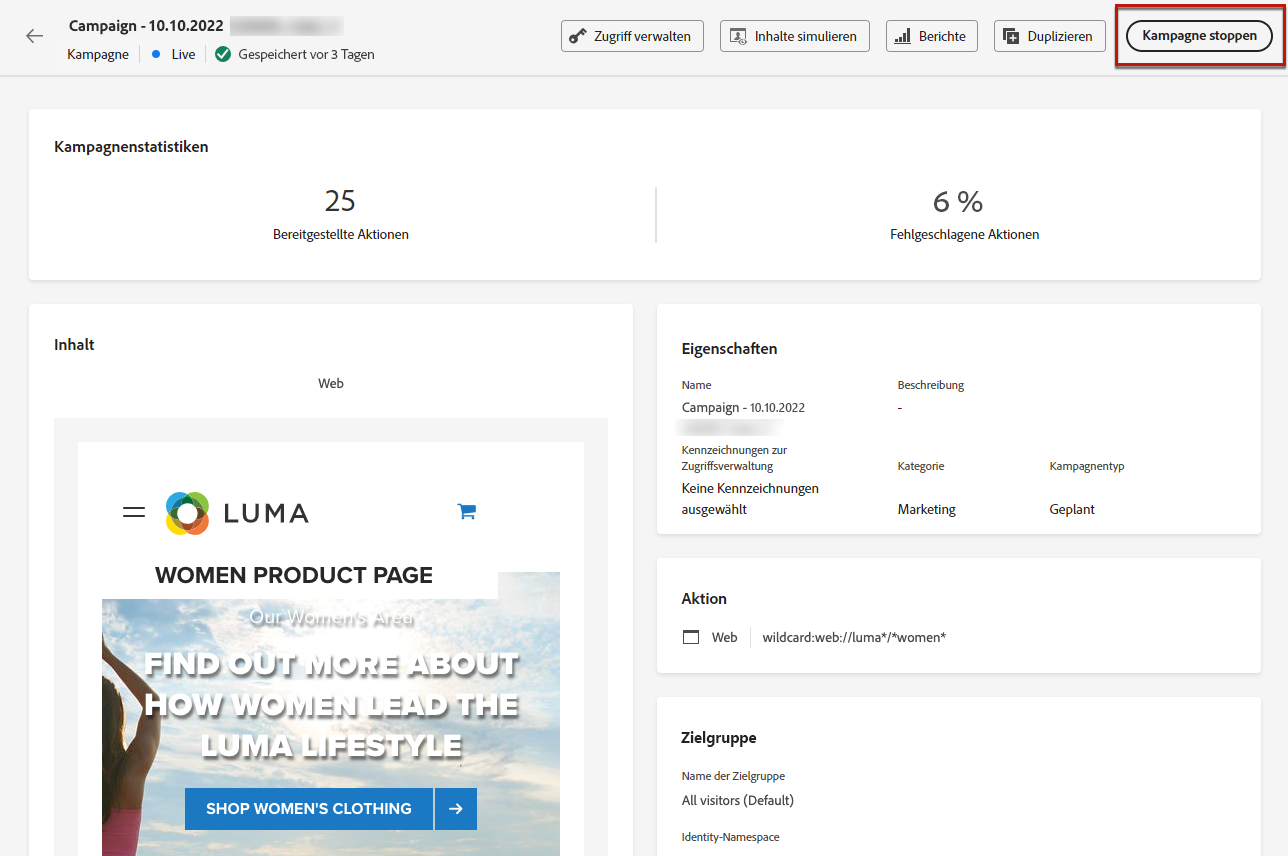 Campaign - 10.10.2022
Kampagne
Live
Gespeichert vor 3 Tagen
Zugriff verwalten
Inhalte simulieren
Berichte
Duplizieren
Kampagne stoppen
Kampagnenstatistiken
25
Bereitgestellte Aktionen
6 %
Fehlgeschlagene Aktionen
Inhalt
Web
LUMA
WOMEN PRODUCT PAGE
Our Women's Area
FIND OUT MORE ABOUT
HOW WOMEN LEAD THE
LUMA LIFESTYLE
SHOP WOMEN'S CLOTHING
Eigenschaften
Name
Beschreibung
Campaign - 10.10.2022
-
Kennzeichnungen zur
Zugriffsverwaltung
Kategorie
Kampagnentyp
Keine Kennzeichnungen
ausgewählt
Marketing
Geplant
Aktion
Web
wildcard:web://luma*/*women*
Zielgruppe
Name der Zielgruppe
All visitors (Default)
Identity-Namespace